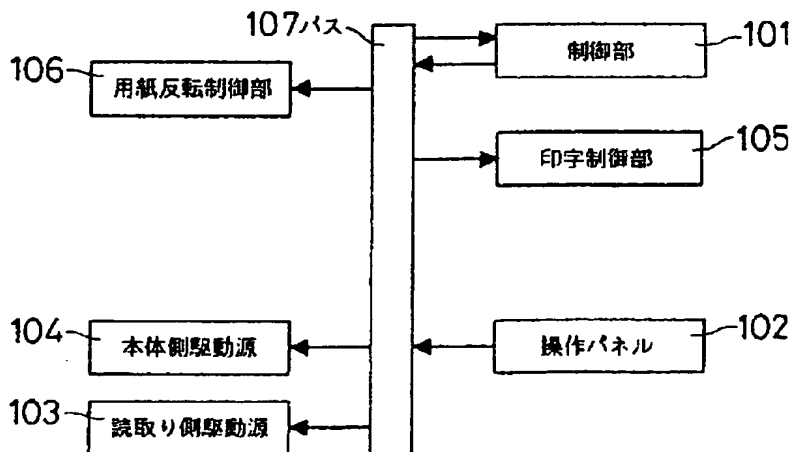 107バス
制御部
101
106
用紙反転制御部
印字制御部
105
104
本体側駆動源
操作パネル
102
103
読取り側駆動源